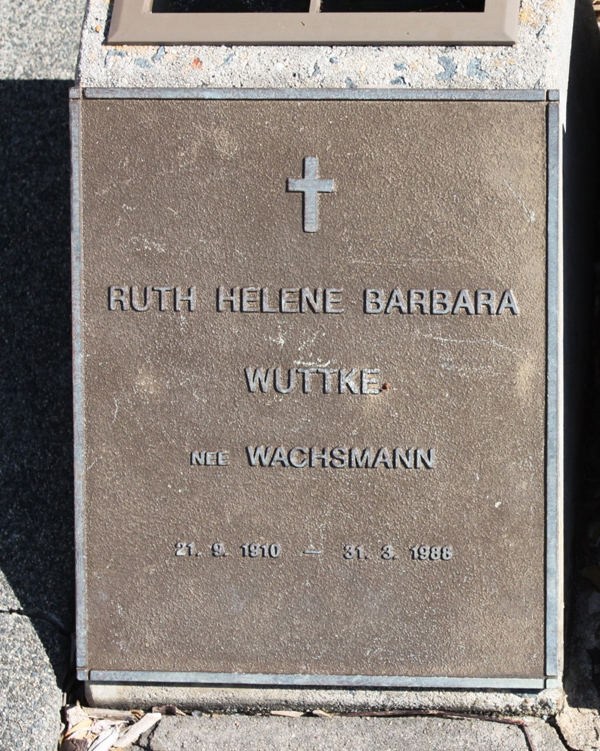 RUTH HELENE BARBARA
WUTTKE
NEE WACHSMANN
21. 9. 1910 — 31. 3. 1988